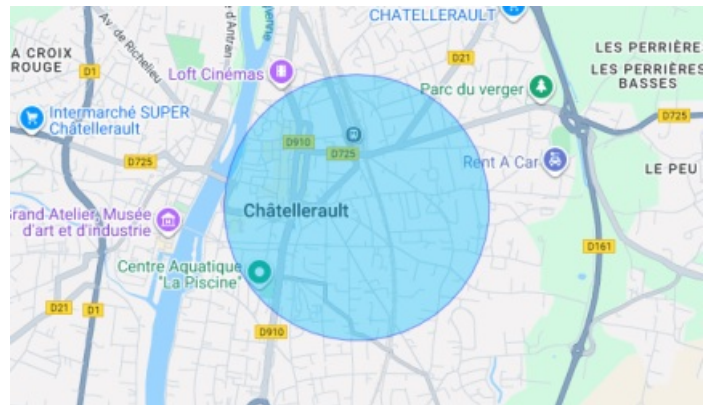 CHATELLERAULT
A CROIX
ROUGE
Av. de Richelieu
e d'Antran
D21
LES PERRIÈRE
LES PERRIÈRES
BASSES
D1
Loft Cinémas
Parc du verger
Intermarché SUPER
Châtellerault
D910
D725
D725
D725
Rent A Car
LE PEU
Grand Atelier, Musée
d'art et d'industrie
Châtellerault
D161
Centre Aquatique
"La Piscine"
D21
D1
D910